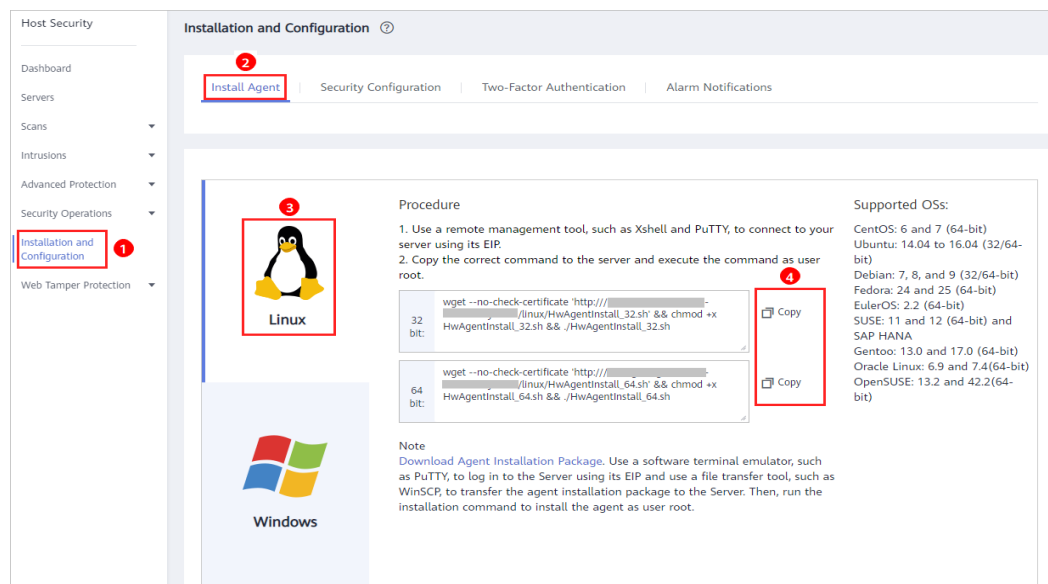 Host Security
Dashboard
Servers
Scans
Intrusions
Advanced Protection
Security Operations
Installation and
Configuration
1
Web Tamper Protection
Installation and Configuration ?
2
Install Agent
Security Configuration
Two-Factor Authentication
Alarm Notifications
3
Linux
Windows
Procedure
1. Use a remote management tool, such as Xshell and PuTTY, to connect to your
server using its EIP.
2. Copy the correct command to the server and execute the command as user
root.
4
32
bit:
wget --no-check-certificate 'http:///
-
/linux/HwAgentInstall_32.sh' && chmod +x
HwAgentInstall_32.sh && ./HwAgentInstall_32.sh
Copy
64
bit:
wget --no-check-certificate 'http:///
-
/linux/HwAgentInstall_64.sh' && chmod +x
HwAgentInstall_64.sh && ./HwAgentInstall_64.sh
Copy
Note
Download Agent Installation Package. Use a software terminal emulator, such
as PuTTY, to log in to the Server using its EIP and use a file transfer tool, such as
WinSCP, to transfer the agent installation package to the Server. Then, run the
installation command to install the agent as user root.
Supported OSs:
CentOS: 6 and 7 (64-bit)
Ubuntu: 14.04 to 16.04 (32/64-
bit)
Debian: 7, 8, and 9 (32/64-bit)
Fedora: 24 and 25 (64-bit)
EulerOS: 2.2 (64-bit)
SUSE: 11 and 12 (64-bit) and
SAP HANA
Gentoo: 13.0 and 17.0 (64-bit)
Oracle Linux: 6.9 and 7.4(64-bit)
OpenSUSE: 13.2 and 42.2(64-
bit)